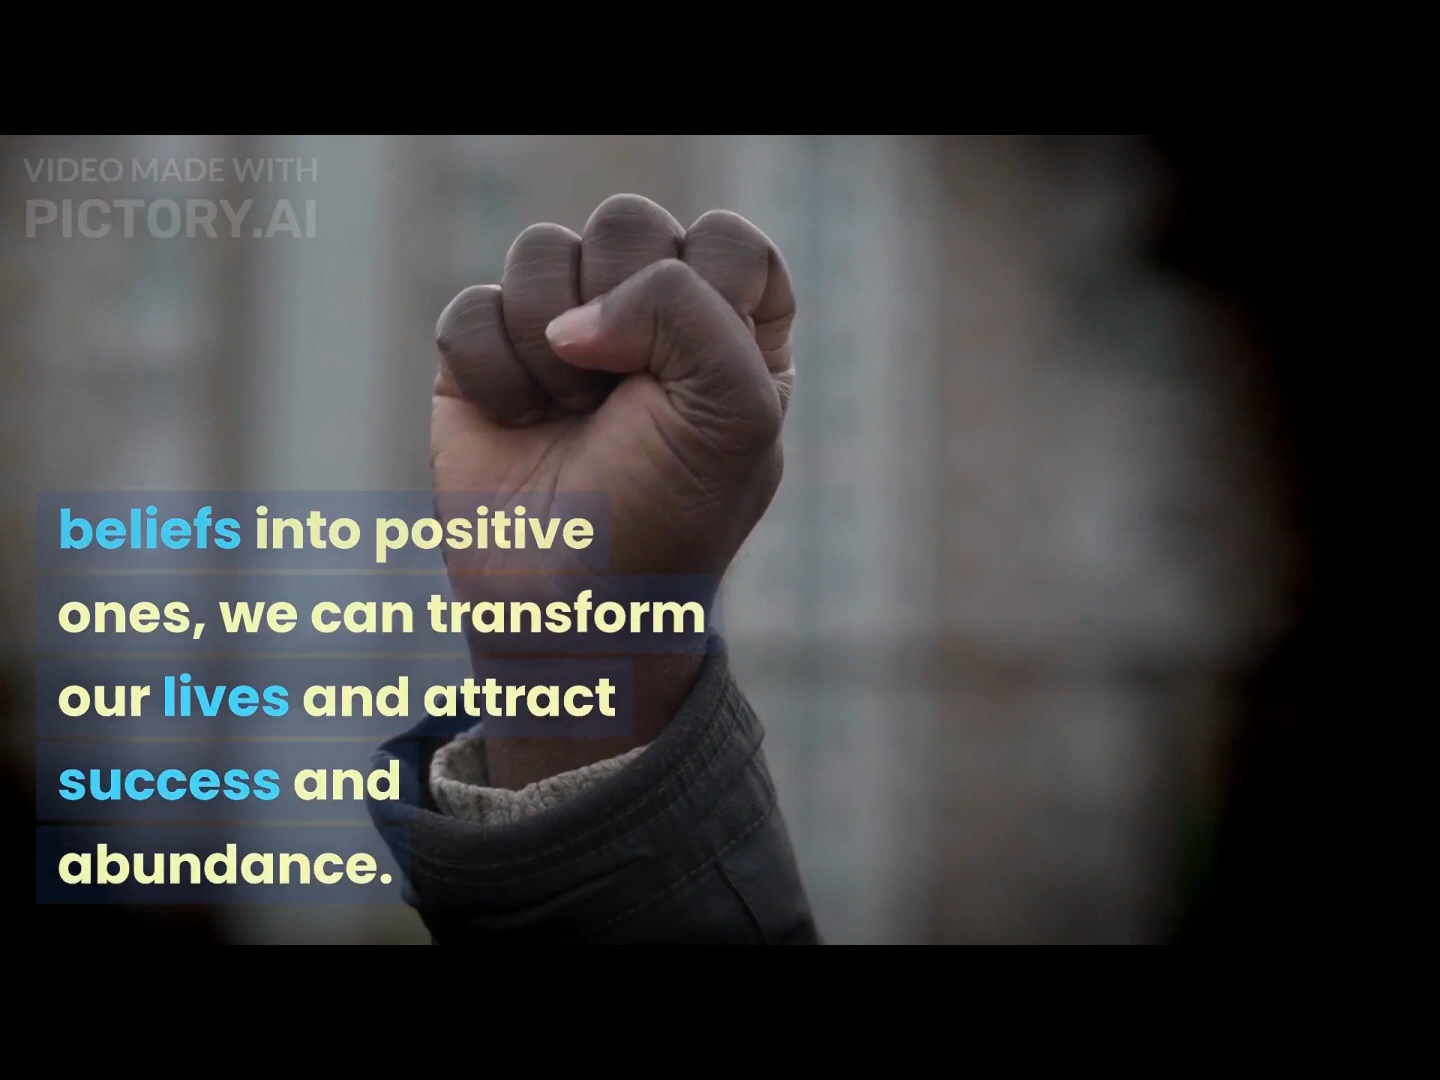 VIDEO MADE WITH
PICTORY.AI
beliefs into positive
ones, we can transform
our lives and attract
success and
abundance.